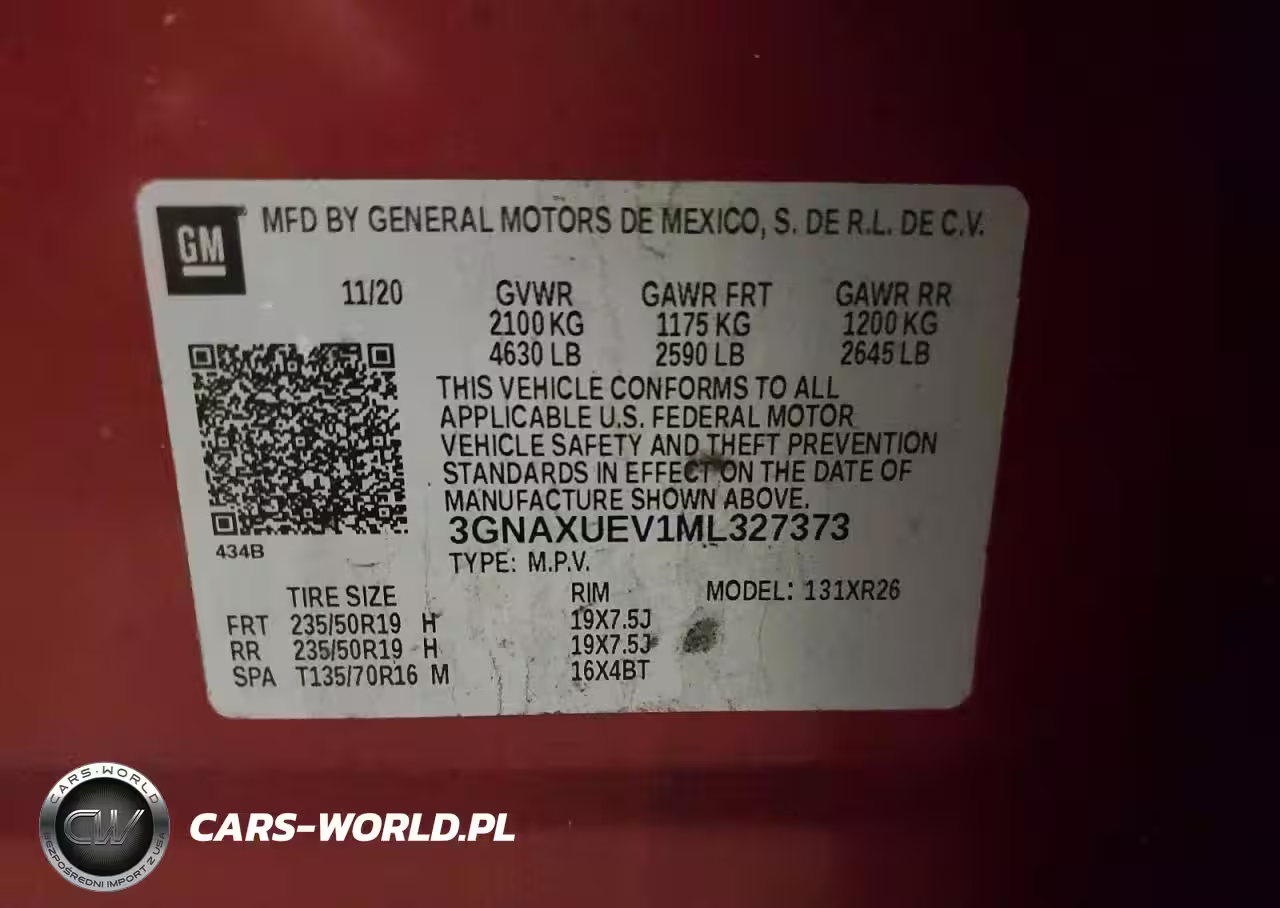 GM
MFD BY GENERAL MOTORS DE MEXICO, S. DE R.L. DE C.V.
11/20 GVWR GAWR FRT GAWR RR
2100 KG 1175 KG 1200 KG
4630 LB 2590 LB 2645 LB
THIS VEHICLE CONFORMS TO ALL
APPLICABLE U.S. FEDERAL MOTOR
VEHICLE SAFETY AND THEFT PREVENTION
STANDARDS IN EFFECT ON THE DATE OF
MANUFACTURE SHOWN ABOVE.
3GNAXUEV1ML327373
434B
TYPE: M.P.V.
TIRE SIZE RIM MODEL: 131XR26
FRT 235/50R19 H 19X7.5J
RR 235/50R19 H 19X7.5J
SPA T135/70R16 M 16X4BT
CARS-WORLD
CW
BEZPOŚREDNI IMPORT Z USA
CARS-WORLD.PL